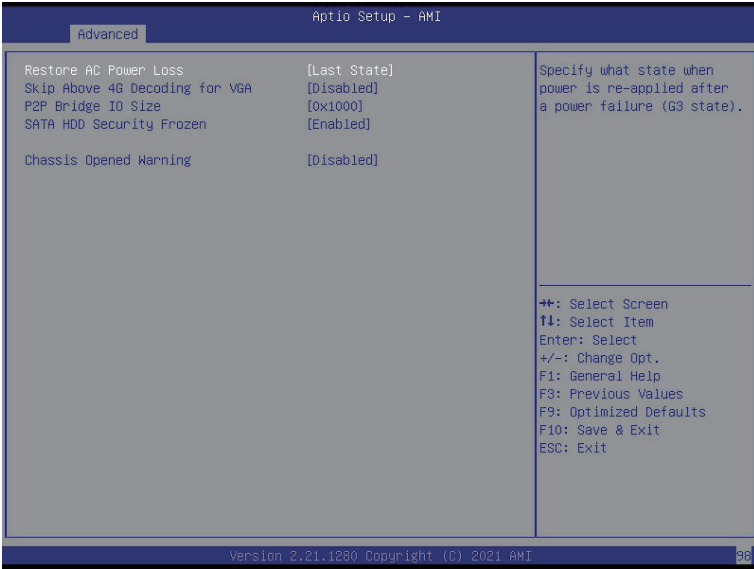 Aptio Setup – AMI
Advanced
Restore AC Power Loss [Last State]
Skip Above 4G Decoding for VGA [Disabled]
P2P Bridge IO Size [0x1000]
SATA HDD Security Frozen [Enabled]
Chassis Opened Warning [Disabled]
Specify what state when
power is re-applied after
a power failure (G3 state).
→←: Select Screen
↑↓: Select Item
Enter: Select
+/-: Change Opt.
F1: General Help
F3: Previous Values
F9: Optimized Defaults
F10: Save & Exit
ESC: Exit
Version 2.21.1280 Copyright (C) 2021 AMI
98